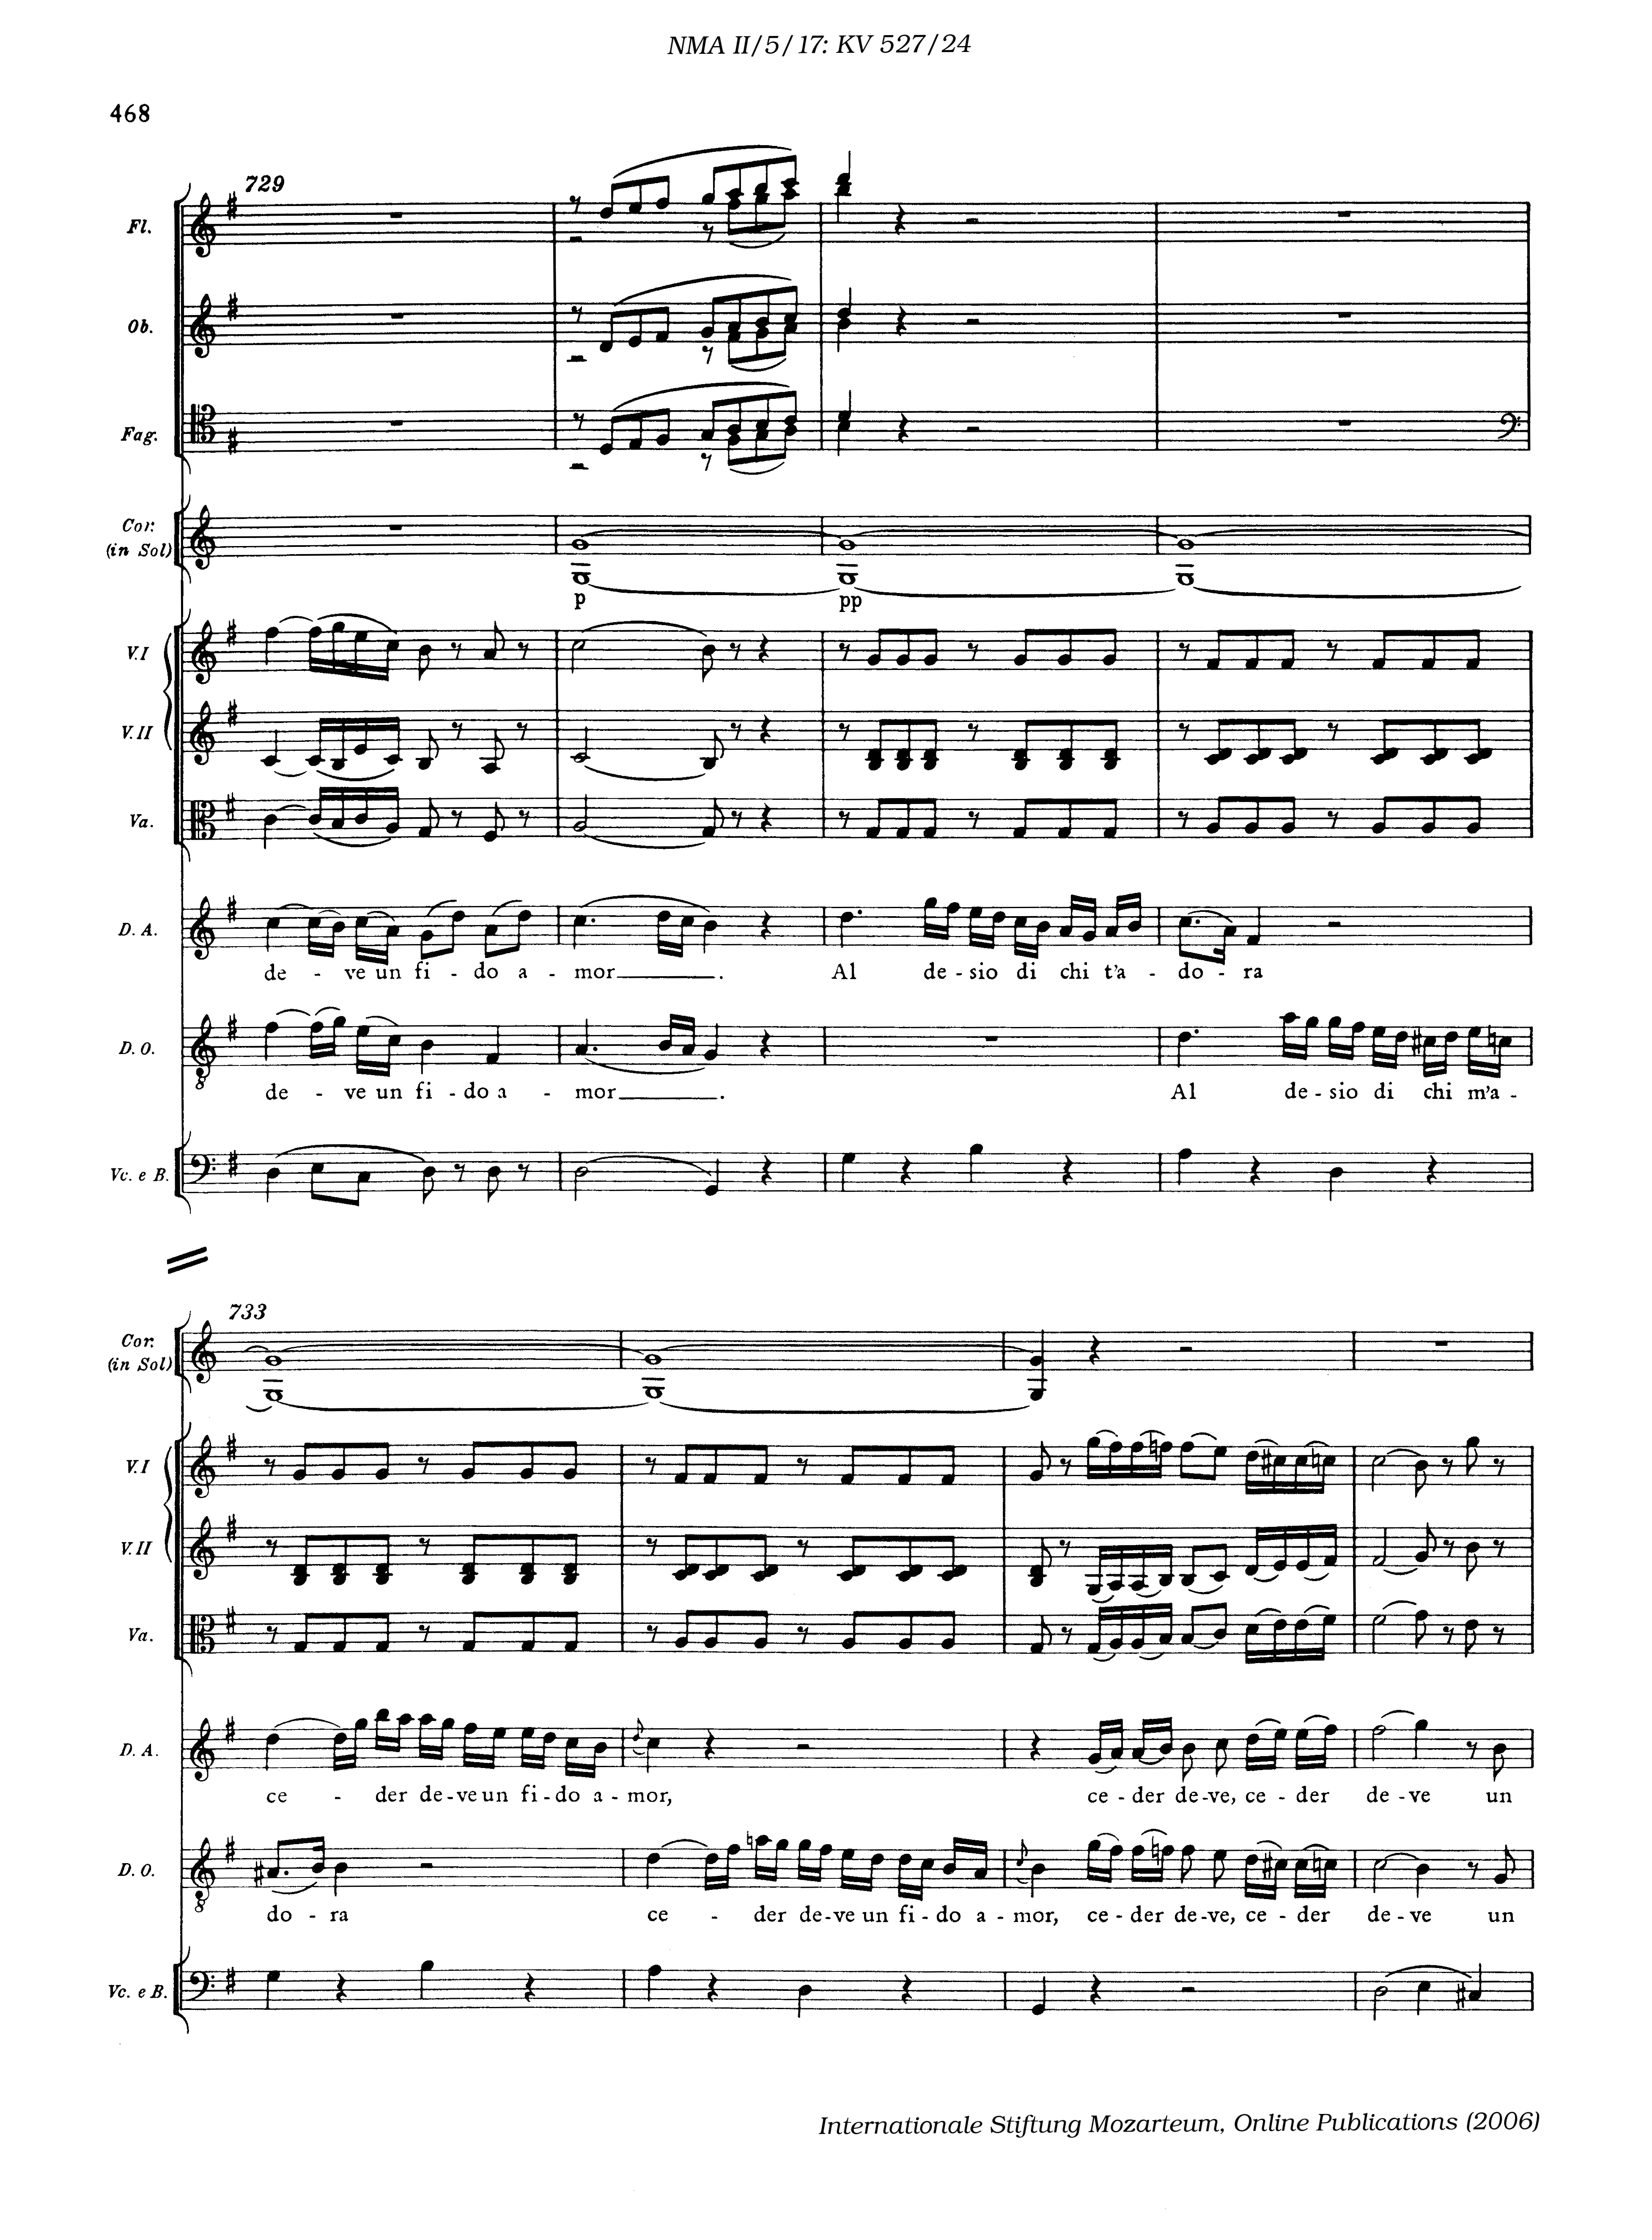 NMA II/5/17: KV 527/24
468
729
Fl.
Ob.
Fag.
Cor.
(in Sol)
p
pp
V.I
V.II
Va.
D. A.
de - ve un fi - do a - mor . Al de - sio di chi t'a - do - ra
D. O.
de - ve un fi - do a - mor . Al de - sio di chi m'a -
Vc. e B.
733
Cor.
(in Sol)
V.I
V.II
Va.
D. A.
ce - der de - ve un fi - do a - mor, ce - der de - ve, ce - der de - ve un
D. O.
do - ra ce - der de - ve un fi - do a - mor, ce - der de - ve, ce - der de - ve un
Vc. e B.
Internationale Stiftung Mozarteum, Online Publications (2006)